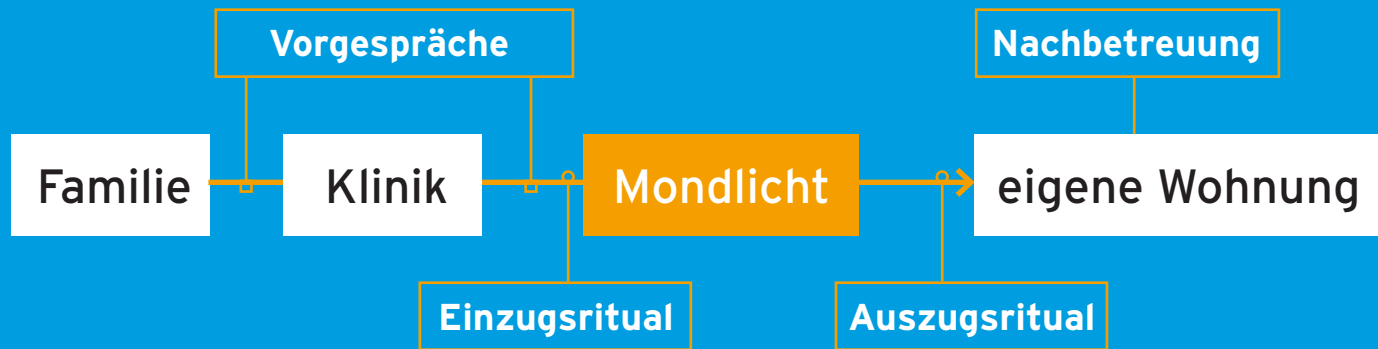 Vorgespräche
Nachbetreuung
Familie
Klinik
Mondlicht
eigene Wohnung
Einzugsritual
Auszugsritual